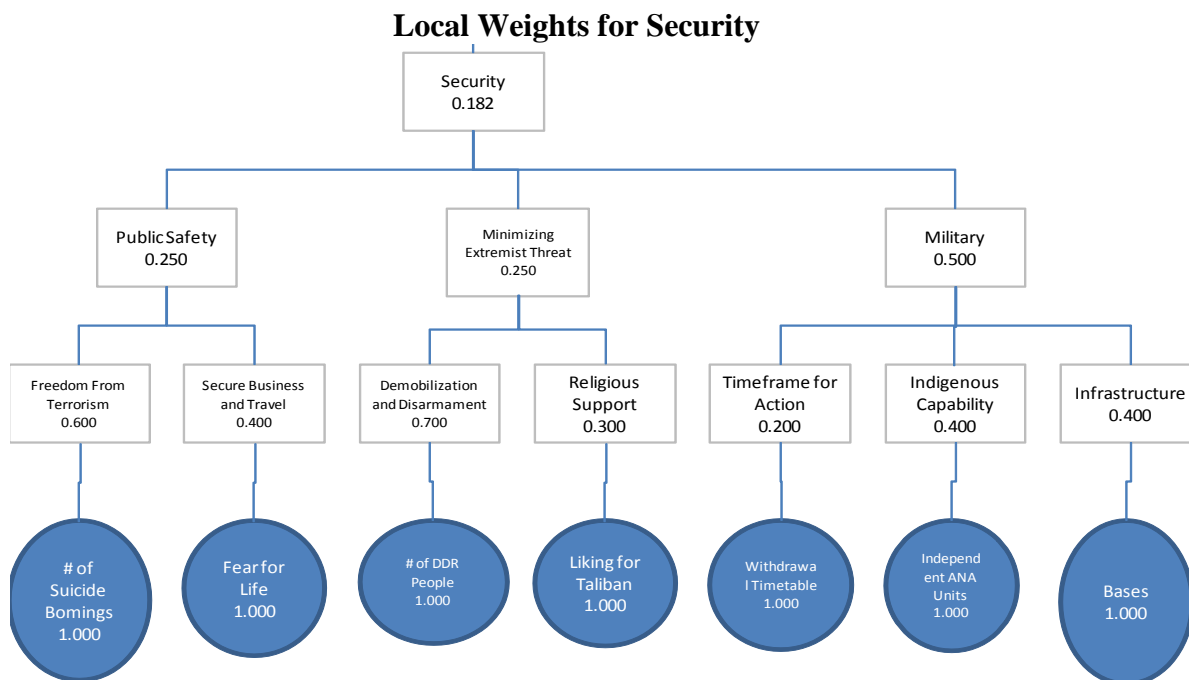 Local Weights for Security
Security
0.182
Public Safety
0.250
Minimizing
Extremist Threat
0.250
Military
0.500
Freedom From
Terrorism
0.600
Secure Business
and Travel
0.400
Demobilization
and Disarmament
0.700
Religious
Support
0.300
Timeframe for
Action
0.200
Indigenous
Capability
0.400
Infrastructure
0.400
# of
Suicide
Bomings
1.000
Fear for
Life
1.000
# of DDR
People
1.000
Liking for
Taliban
1.000
Withdrawa
l Timetable
1.000
Independ
ent ANA
Units
1.000
Bases
1.000